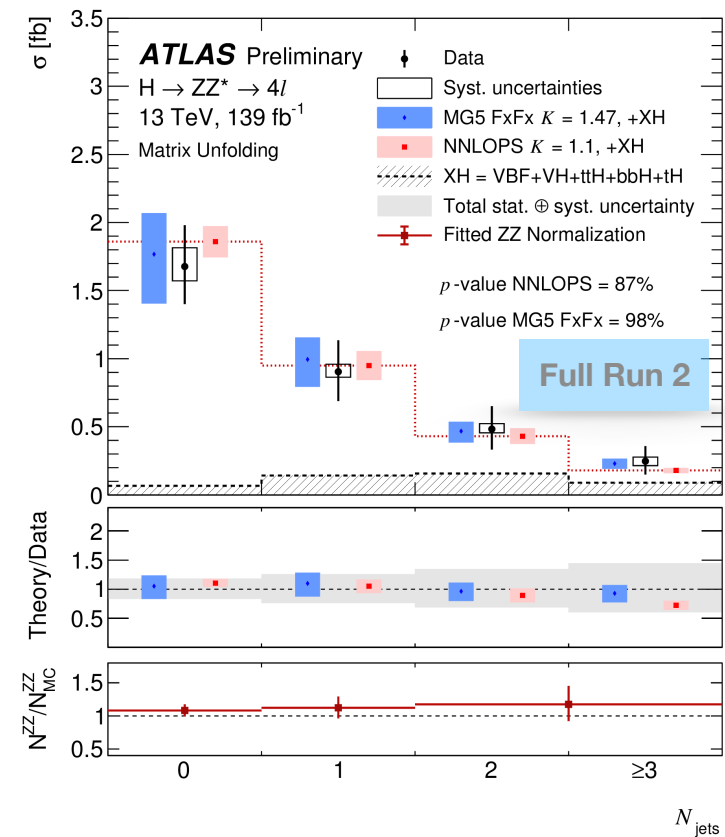 σ [fb]
3.5
3
2.5
2
1.5
1
0.5
0
ATLAS Preliminary
H → ZZ* → 4l
13 TeV, 139 fb⁻¹
Matrix Unfolding
Data
Syst. uncertainties
MG5 FxFx K = 1.47, +XH
NNLOPS K = 1.1, +XH
XH = VBF+VH+ttH+bbH+tH
Total stat. ⊕ syst. uncertainty
Fitted ZZ Normalization
p-value NNLOPS = 87%
p-value MG5 FxFx = 98%
Full Run 2
Theory/Data
2
1.5
1
0.5
N^ZZ/N^ZZ_MC
1.5
1
0.5
0 1 2 ≥3
N_jets